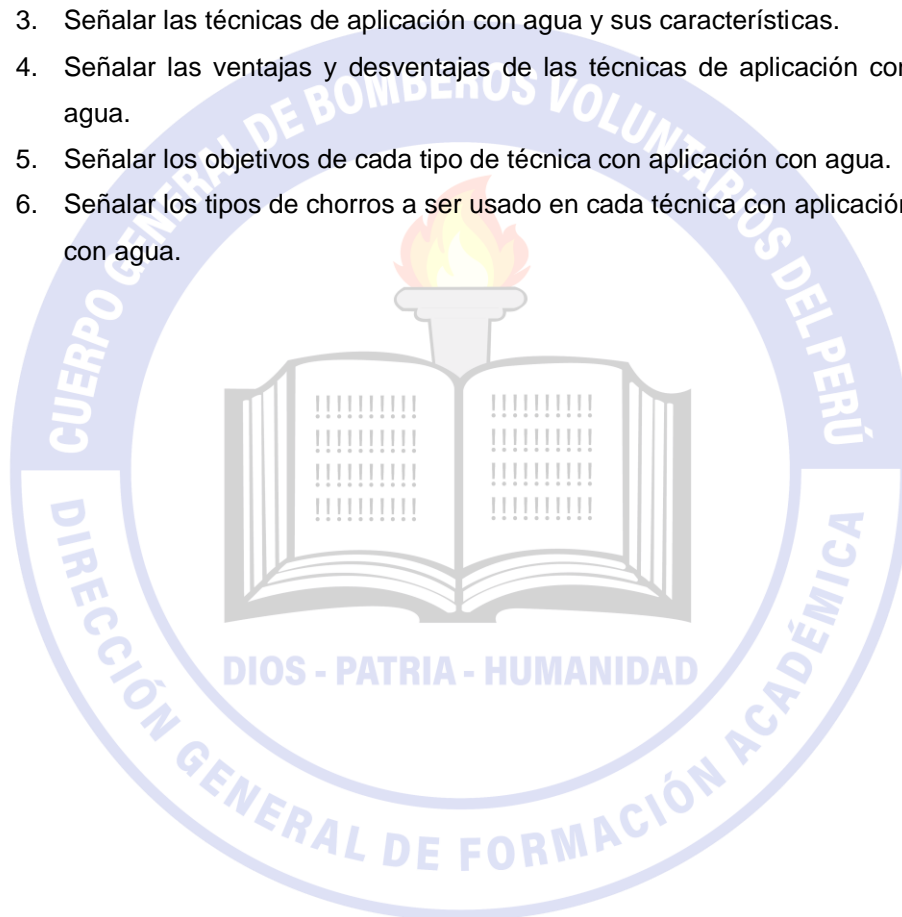 3. Señalar las técnicas de aplicación con agua y sus características.
4. Señalar las ventajas y desventajas de las técnicas de aplicación con
agua.
5. Señalar los objetivos de cada tipo de técnica con aplicación con agua.
6. Señalar los tipos de chorros a ser usado en cada técnica con aplicación
con agua.
CUERPO GENERAL DE BOMBEROS VOLUNTARIOS DEL PERÚ
DIOS - PATRIA - HUMANIDAD
DIRECCIÓN GENERAL DE FORMACIÓN ACADÉMICA